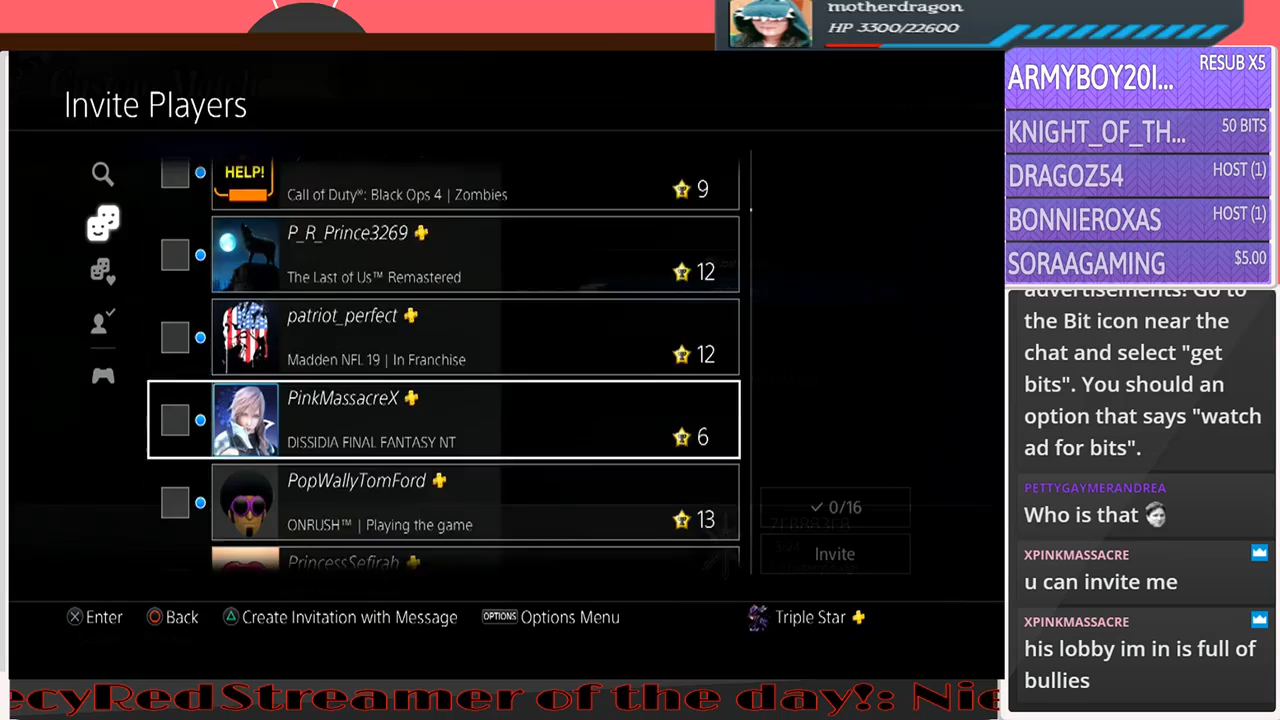 motherdragon
HP 3300/22600
Invite Players
HELP!
Call of Duty®: Black Ops 4 | Zombies
9
P_R_Prince3269
The Last of Us™ Remastered
12
patriot_perfect
Madden NFL 19 | In Franchise
12
PinkMassacreX
DISSIDIA FINAL FANTASY NT
6
PopWallyTomFord
ONRUSH™ | Playing the game
13
PrincessSefirah
0/16
Invite
Enter
Back
Create Invitation with Message
OPTIONS Options Menu
Triple Star
ARMYBOY20I... RESUB X5
KNIGHT_OF_TH... 50 BITS
DRAGOZ54 HOST (1)
BONNIEROXAS HOST (1)
SORAAGAMING $5.00
advertisements! Go to
the Bit icon near the
chat and select "get
bits". You should an
option that says "watch
ad for bits".
PETTYGAYMERANDREA
Who is that
XPINKMASSACRE
u can invite me
XPINKMASSACRE
his lobby im in is full of
bullies
ecyRedStreamer of the day!: Nie